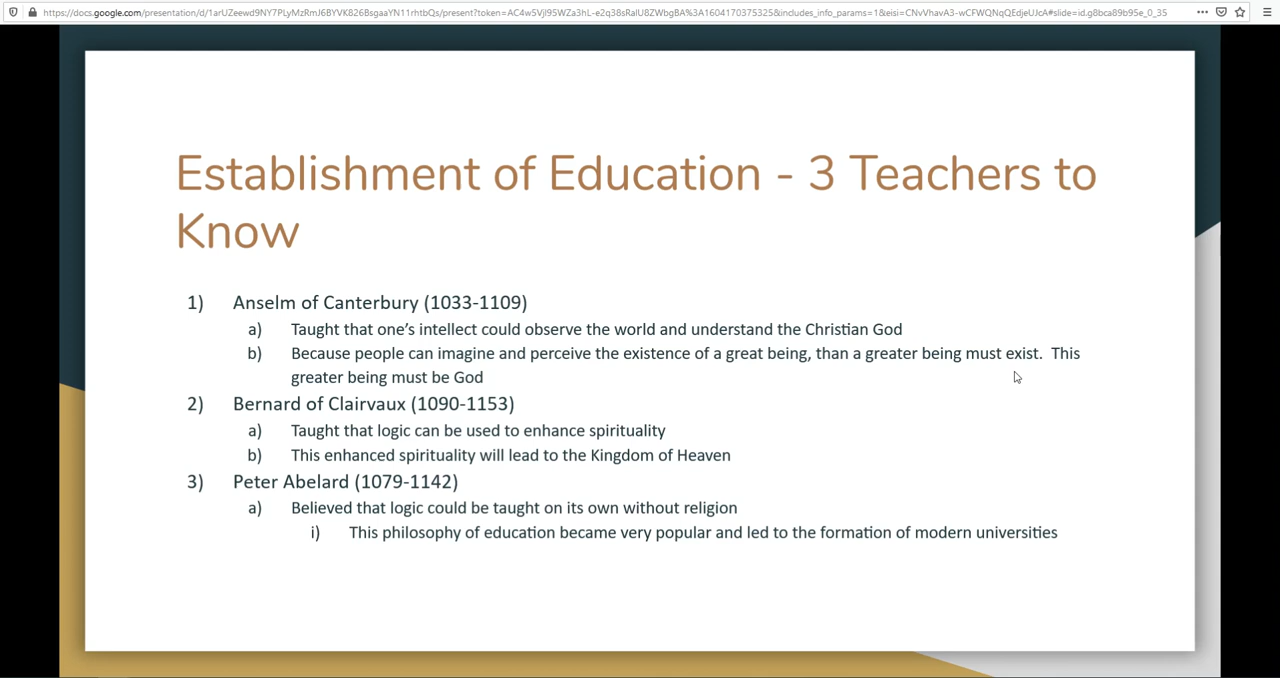 https://docs.google.com/presentation/d/1arUZeewd9NY7PLyMzRmJ6BYVKB26BsgaaYN11rhtbQs/present?token=AC4w5Vjl95WZa3hL-e2q38sRaIU8ZWbgBA%3A1604170375325&includes_info_params=1&eisi=CNvVhavA3-wCFWQNqQEdjeUJcA#slide=id.g8bca89b95e_0_35
Establishment of Education - 3 Teachers to
Know
1) Anselm of Canterbury (1033-1109)
a) Taught that one’s intellect could observe the world and understand the Christian God
b) Because people can imagine and perceive the existence of a great being, than a greater being must exist.  This
greater being must be God
2) Bernard of Clairvaux (1090-1153)
a) Taught that logic can be used to enhance spirituality
b) This enhanced spirituality will lead to the Kingdom of Heaven
3) Peter Abelard (1079-1142)
a) Believed that logic could be taught on its own without religion
i) This philosophy of education became very popular and led to the formation of modern universities